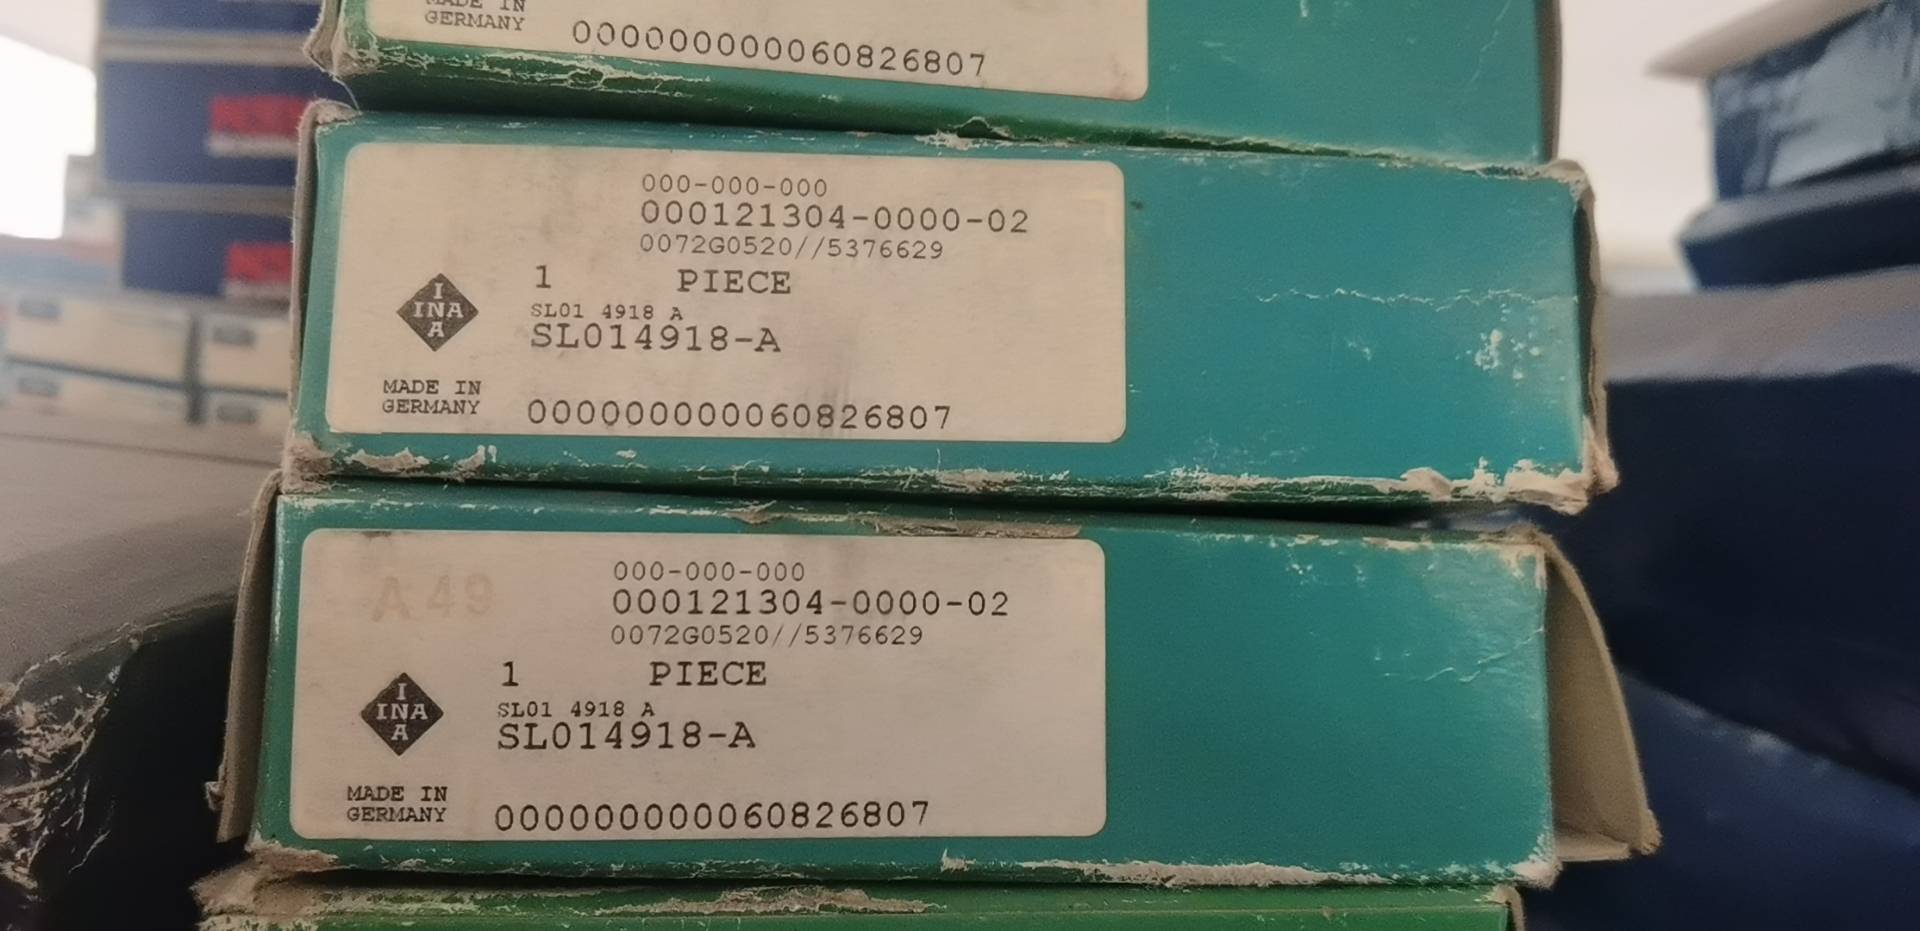 MADE IN
GERMANY
000000000060826807
000-000-000
000121304-0000-02
0072G0520//5376629
1 PIECE
SL01 4918 A
SL014918-A
I
INA
A
MADE IN
GERMANY
000000000060826807
A 49
000-000-000
000121304-0000-02
0072G0520//5376629
1 PIECE
SL01 4918 A
SL014918-A
I
INA
A
MADE IN
GERMANY
000000000060826807